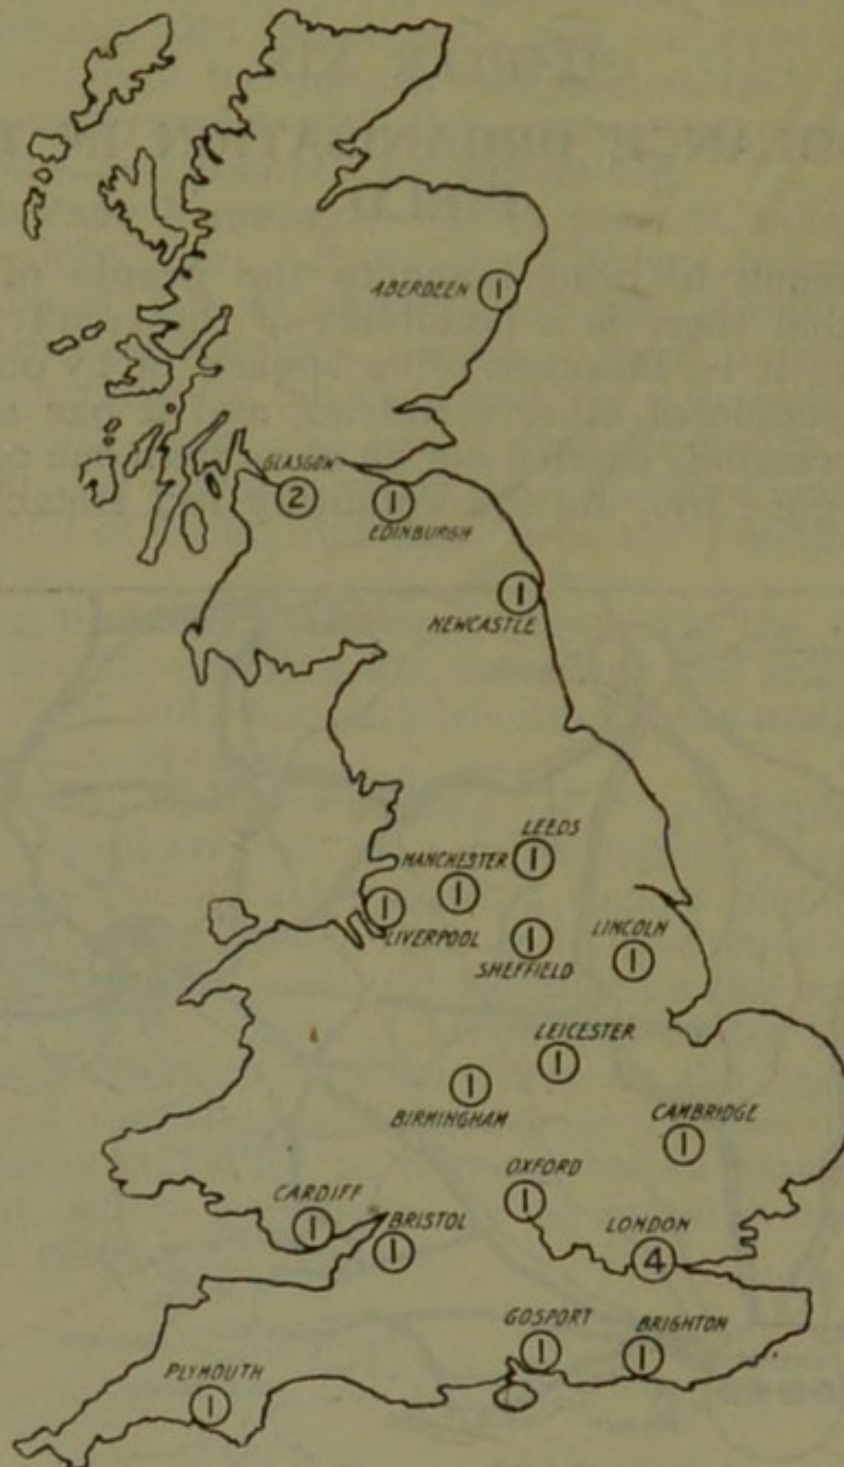 ABERDEEN 1
GLASGOW
2
1
EDINBURGH
1
NEWCASTLE
LEEDS
1
MANCHESTER
1
1
LIVERPOOL
1
SHEFFIELD
LINCOLN
1
LEICESTER
1
1
BIRMINGHAM
CAMBRIDGE
1
OXFORD
1
CARDIFF
1
BRISTOL
1
LONDON
4
GOSPORT
1
BRIGHTON
1
PLYMOUTH
1